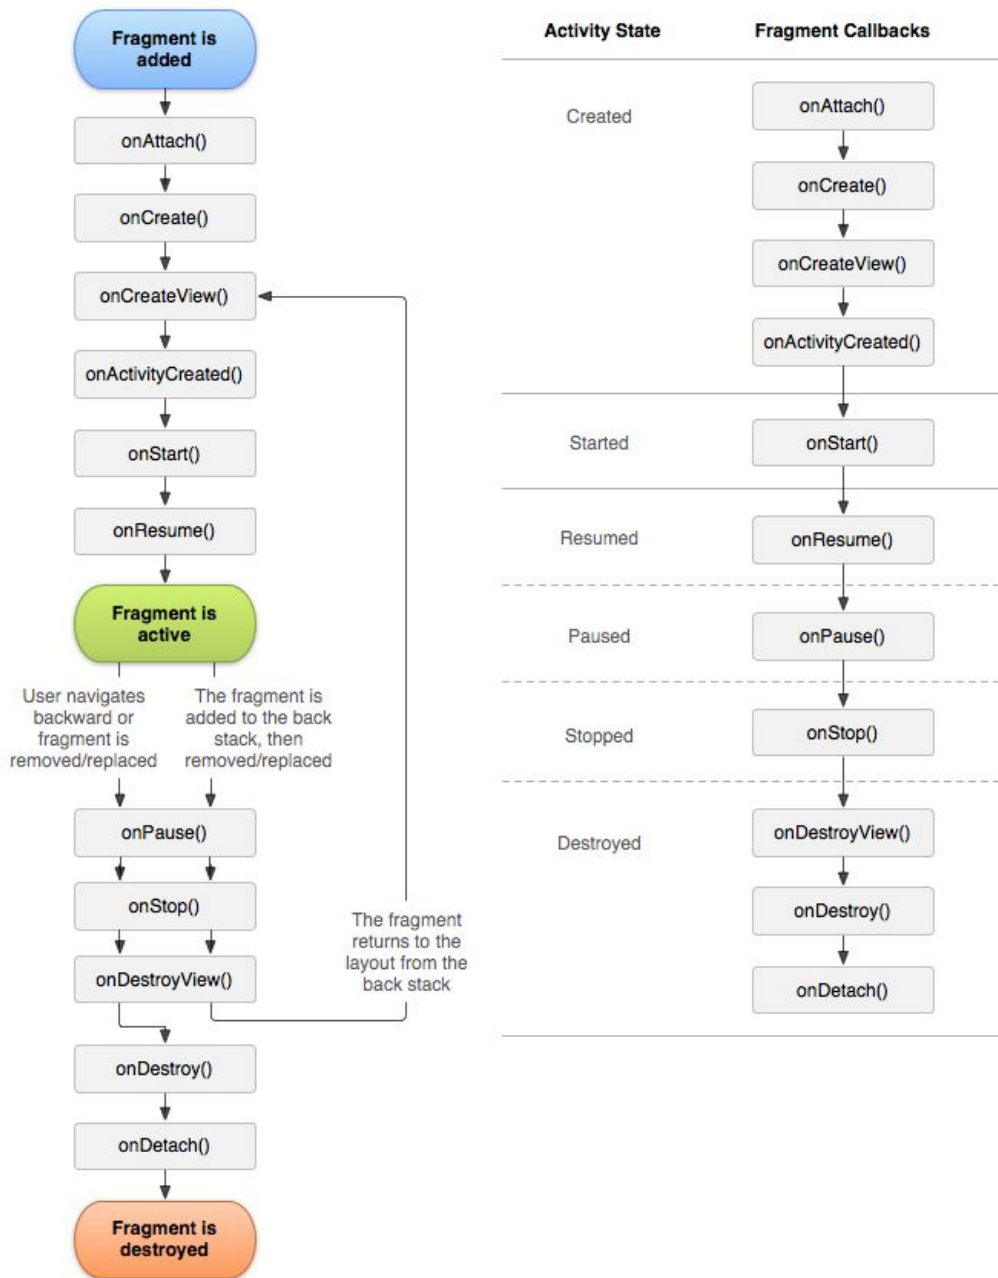 Fragment is
added
onAttach()
onCreate()
onCreateView()
onActivityCreated()
onStart()
onResume()
Fragment is
active
User navigates
backward or
fragment is
removed/replaced
The fragment is
added to the back
stack, then
removed/replaced
onPause()
onStop()
onDestroyView()
The fragment
returns to the
layout from the
back stack
onDestroy()
onDetach()
Fragment is
destroyed
Activity State
Fragment Callbacks
Created
onAttach()
onCreate()
onCreateView()
onActivityCreated()
Started
onStart()
Resumed
onResume()
Paused
onPause()
Stopped
onStop()
Destroyed
onDestroyView()
onDestroy()
onDetach()